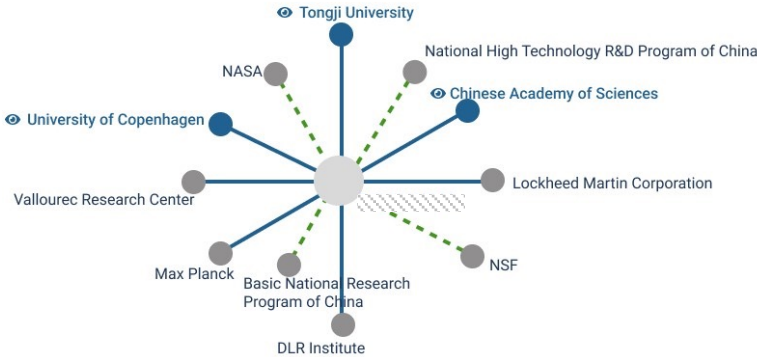 Tongji University
National High Technology R&D Program of China
NASA
Chinese Academy of Sciences
University of Copenhagen
Lockheed Martin Corporation
Vallourec Research Center
NSF
Max Planck
Basic National Research
Program of China
DLR Institute